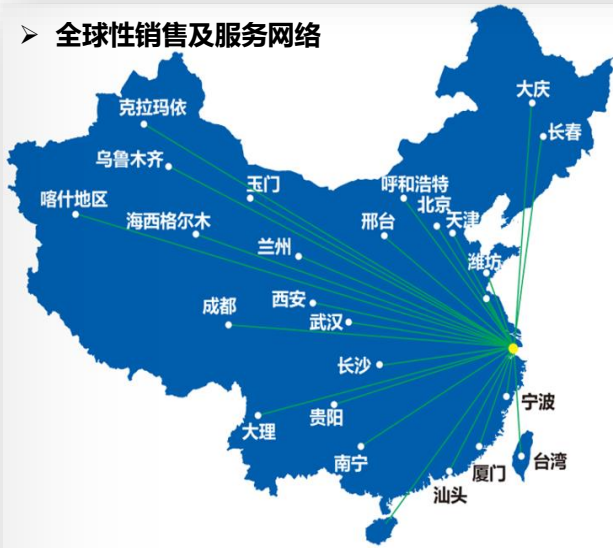 ➢ 全球性销售及服务网络
大庆
克拉玛依
长春
乌鲁木齐
玉门
呼和浩特
喀什地区
北京
海西格尔木
邢台
天津
兰州
潍坊
西安
成都
武汉
长沙
宁波
贵阳
大理
南宁
台湾
厦门
汕头